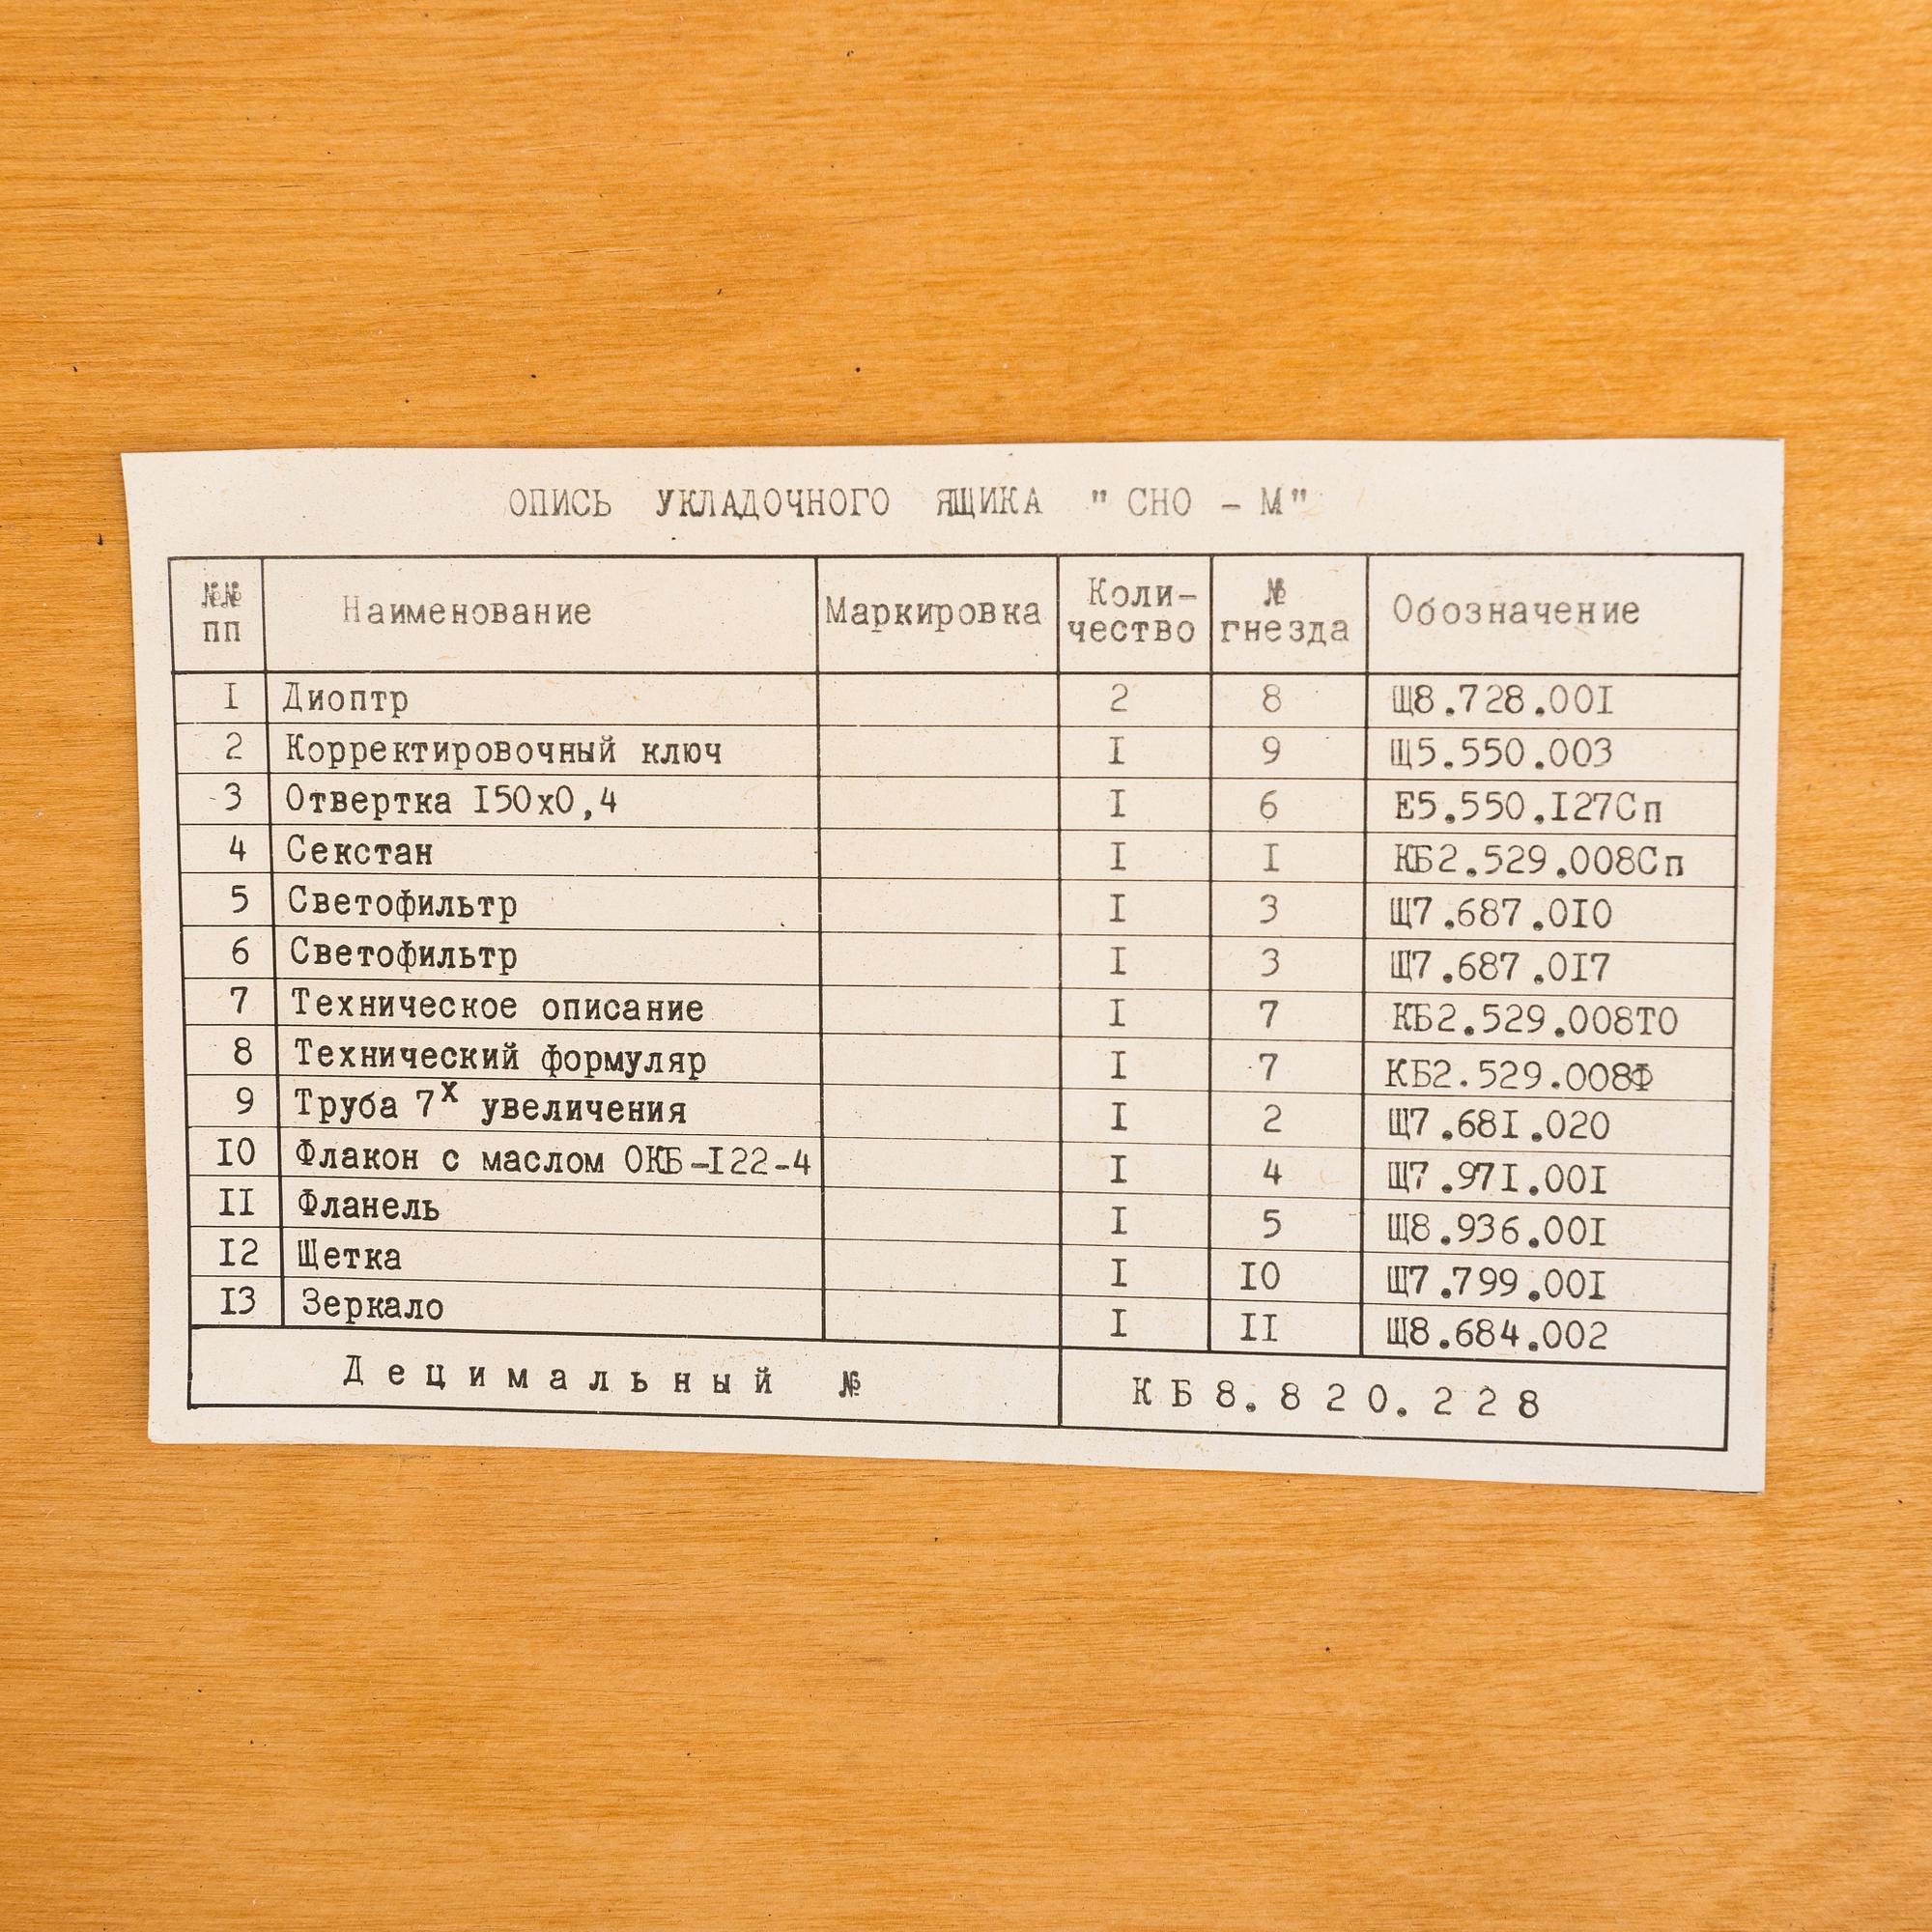 ОПИСЬ УКЛАДОЧНОГО ЯЩИКА "СНО - М"
№№ пп Наименование Маркировка Коли-чество № гнезда Обозначение
I Диоптр 2 8 Щ8.728.00I
2 Корректировочный ключ I 9 Щ5.550.003
3 Отвертка I50х0,4 I 6 Е5.550.I27Сп
4 Секстан I I КБ2.529.008Сп
5 Светофильтр I 3 Щ7.687.0I0
6 Светофильтр I 3 Щ7.687.0I7
7 Техническое описание I 7 КБ2.529.008ТО
8 Технический формуляр I 7 КБ2.529.008Ф
9 Труба 7х увеличения I 2 Щ7.68I.020
I0 Флакон с маслом ОКБ-I22-4 I 4 Щ7.97I.00I
II Фланель I 5 Щ8.936.00I
I2 Щетка I I0 Щ7.799.00I
I3 Зеркало I II Щ8.684.002
Децимальный № КБ8.820.228